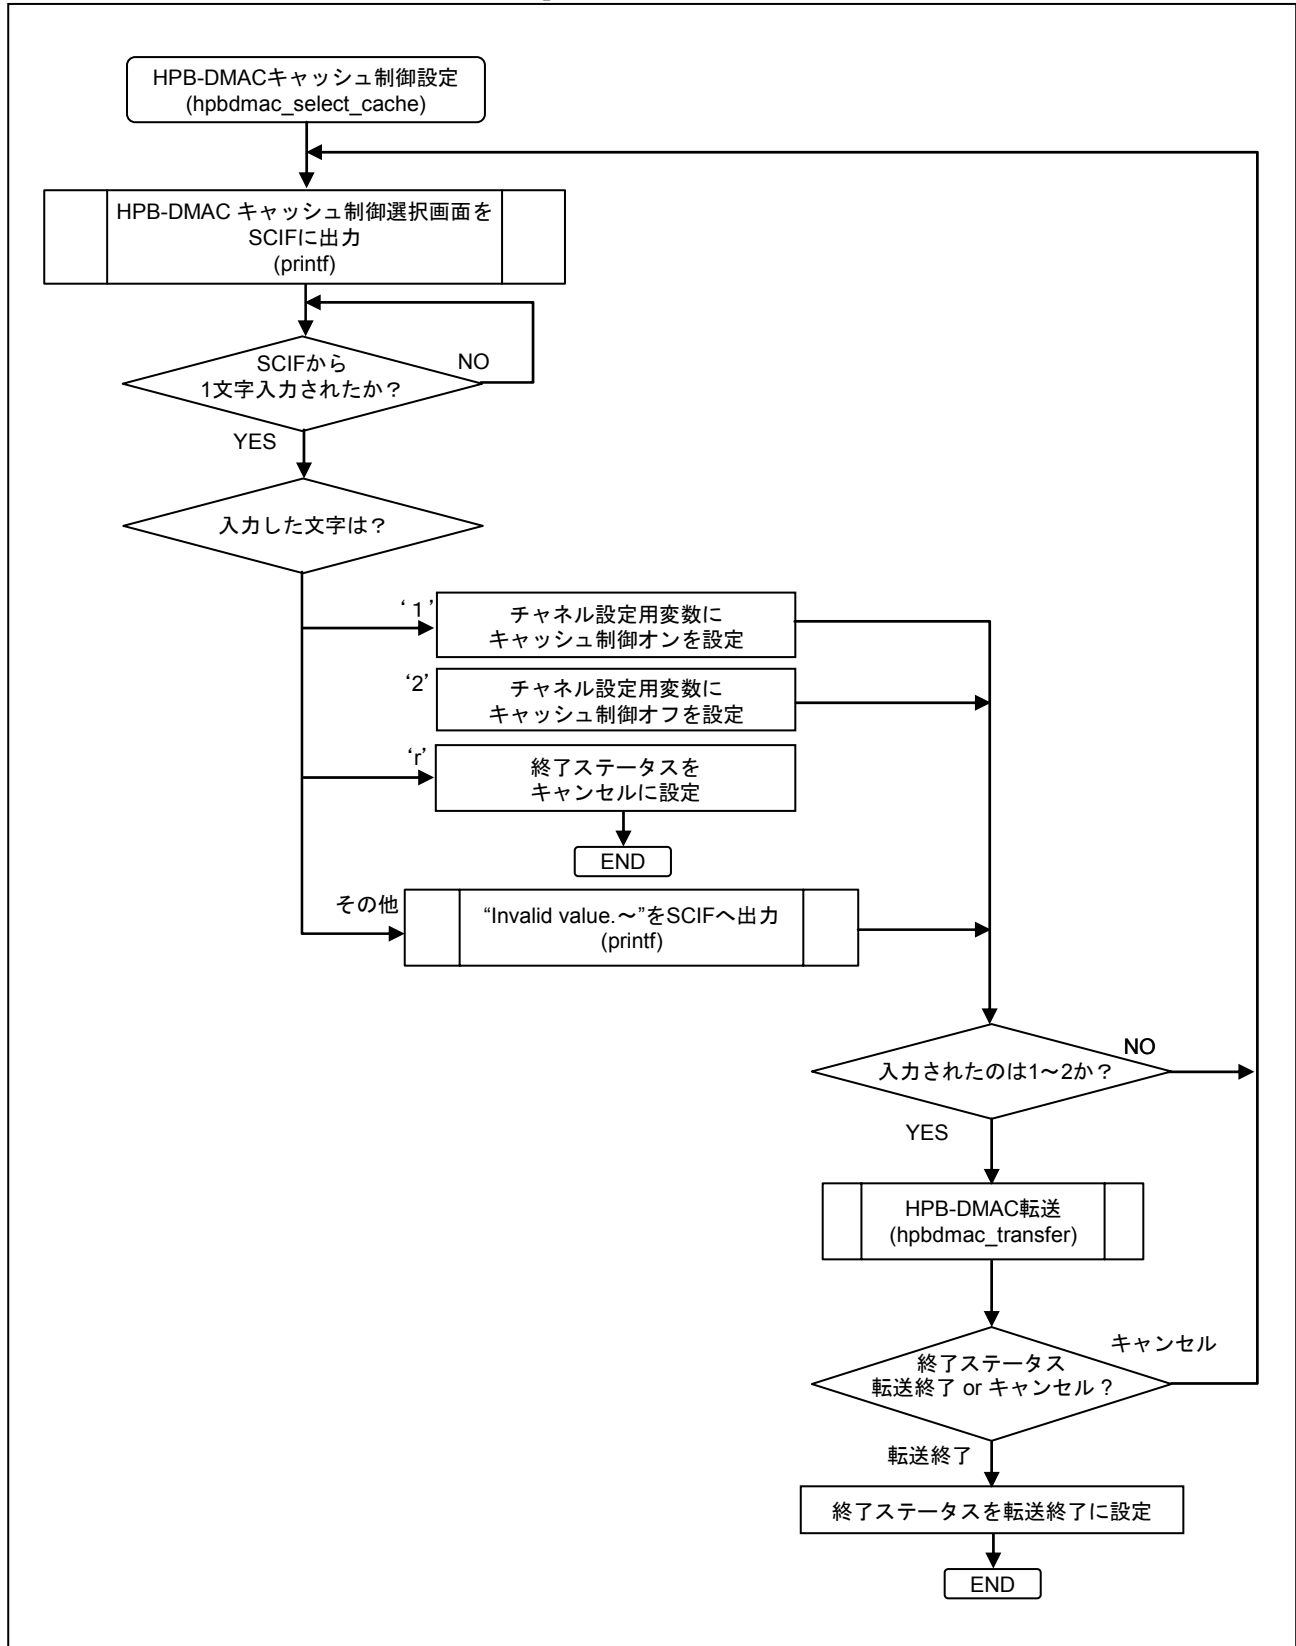 HPB-DMACキャッシュ制御設定
(hpbdmac_select_cache)
HPB-DMAC キャッシュ制御選択画面を
SCIFに出力
(printf)
SCIFから
1文字入力されたか？
NO
YES
入力した文字は？
‘１’
チャネル設定用変数に
キャッシュ制御オンを設定
‘2’
チャネル設定用変数に
キャッシュ制御オフを設定
‘r’
終了ステータスを
キャンセルに設定
END
その他
“Invalid value.～”をSCIFへ出力
(printf)
入力されたのは1～2か？
NO
YES
HPB-DMAC転送
(hpbdmac_transfer)
終了ステータス
転送終了 or キャンセル？
キャンセル
転送終了
終了ステータスを転送終了に設定
END